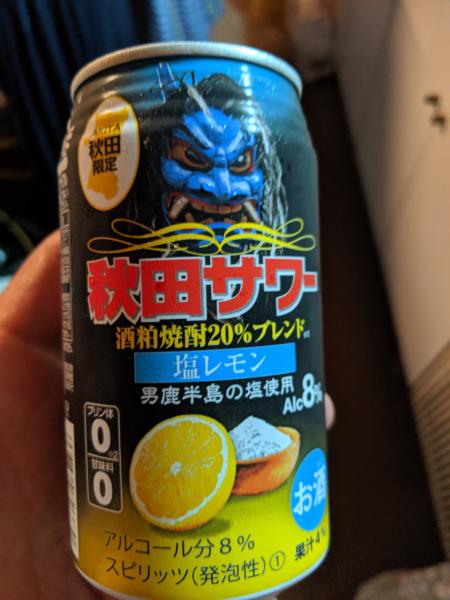 秋田
限定
秋田サワー
酒粕焼酎20%ブレンド
塩レモン
男鹿半島の塩使用
Alc8%
プリン体
0※2
甘味料
0
お酒
アルコール分8%
スピリッツ(発泡性)①
果汁4%